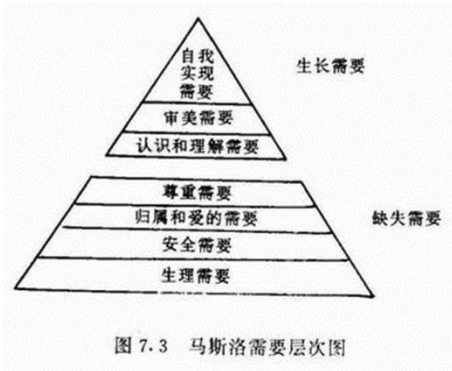 自我
实现
需要
生长需要
审美需要
认识和理解需要
尊重需要
归属和爱的需要
缺失需要
安全需要
生理需要
图 7.3 马斯洛需要层次图